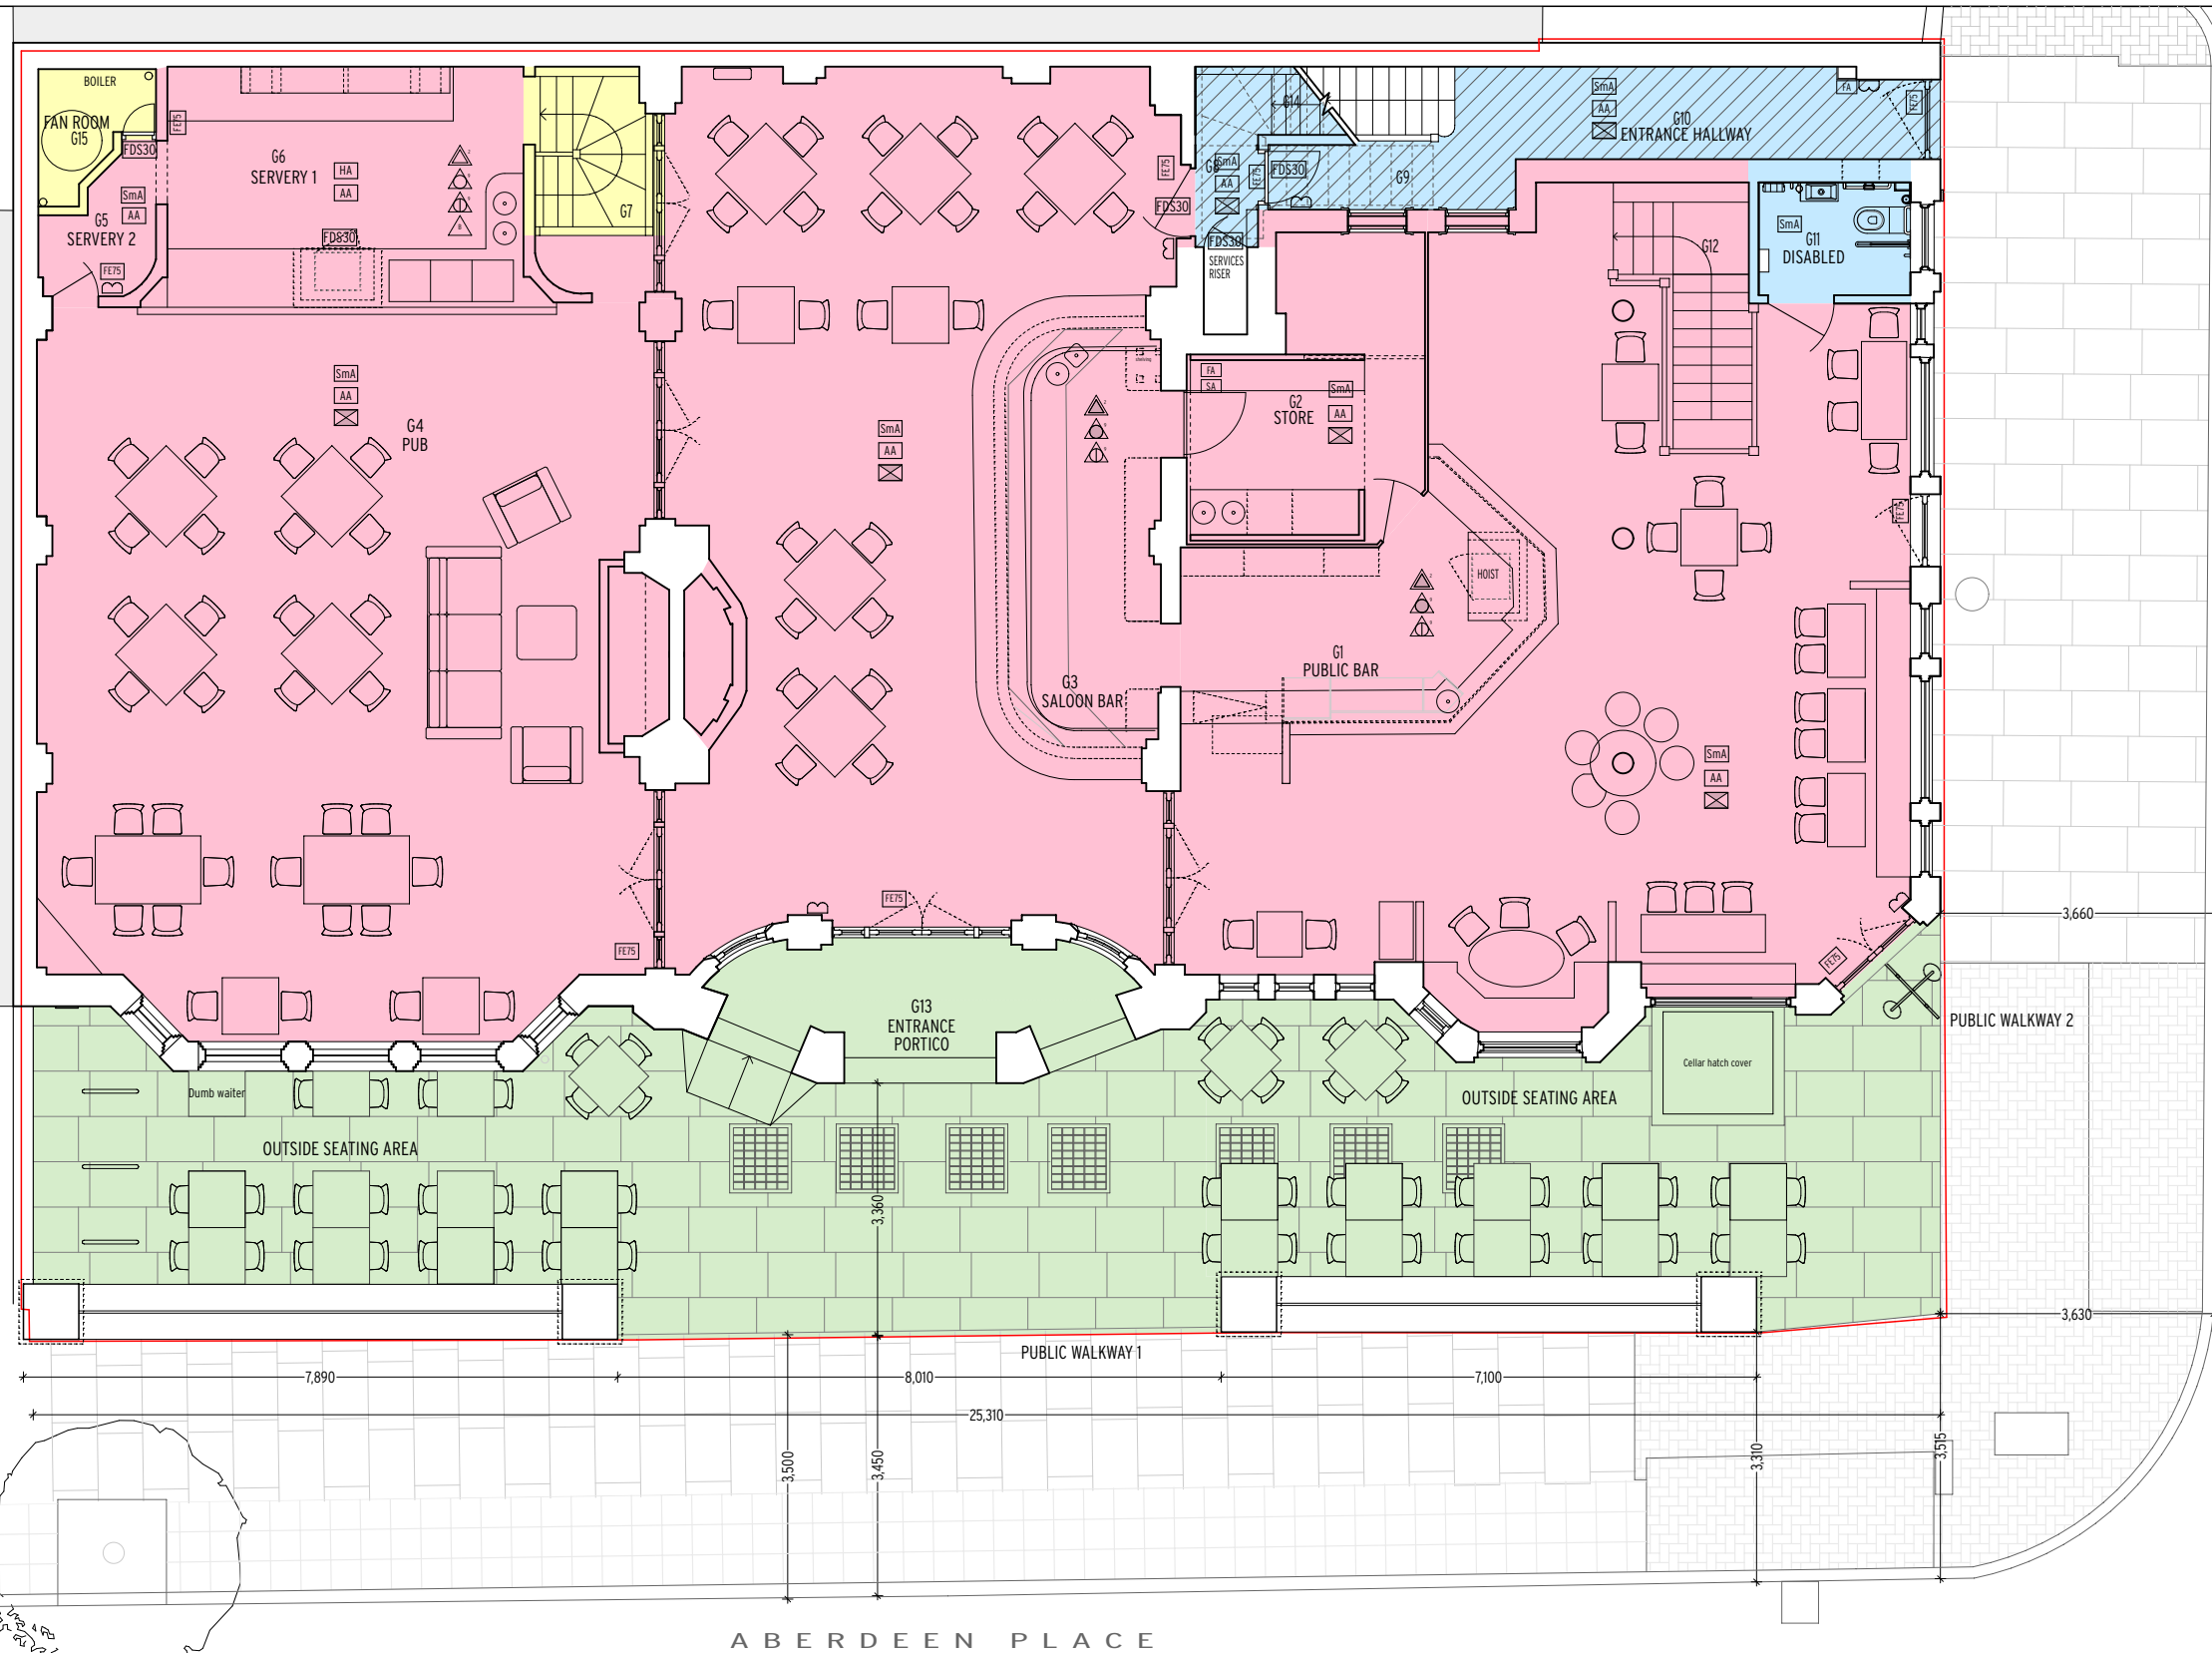 BOILER
FAN ROOM
G15
FE75
FDS30
G6
SERVERY 1
HA
AA
SmA
AA
G5
SERVERY 2
FDS30
FE75
G7
G14
SmA
AA
G10
ENTRANCE HALLWAY
FA
FE75
FE75
FDS30
G8
SmA
AA
FE75
FDS30
G9
FDS30
SERVICES
RISER
G12
SmA
G11
DISABLED
SmA
AA
G4
PUB
SmA
AA
FA
SA
G2
STORE
SmA
AA
FE75
HOIST
G1
PUBLIC BAR
G3
SALOON BAR
SmA
AA
FE75
FE75
FE75
3,660
G13
ENTRANCE
PORTICO
PUBLIC WALKWAY 2
Cellar hatch cover
Dumb waiter
OUTSIDE SEATING AREA
OUTSIDE SEATING AREA
3,360
3,630
PUBLIC WALKWAY 1
7,890
8,010
7,100
25,310
3,500
3,450
3,310
3,515
ABERDEEN PLACE